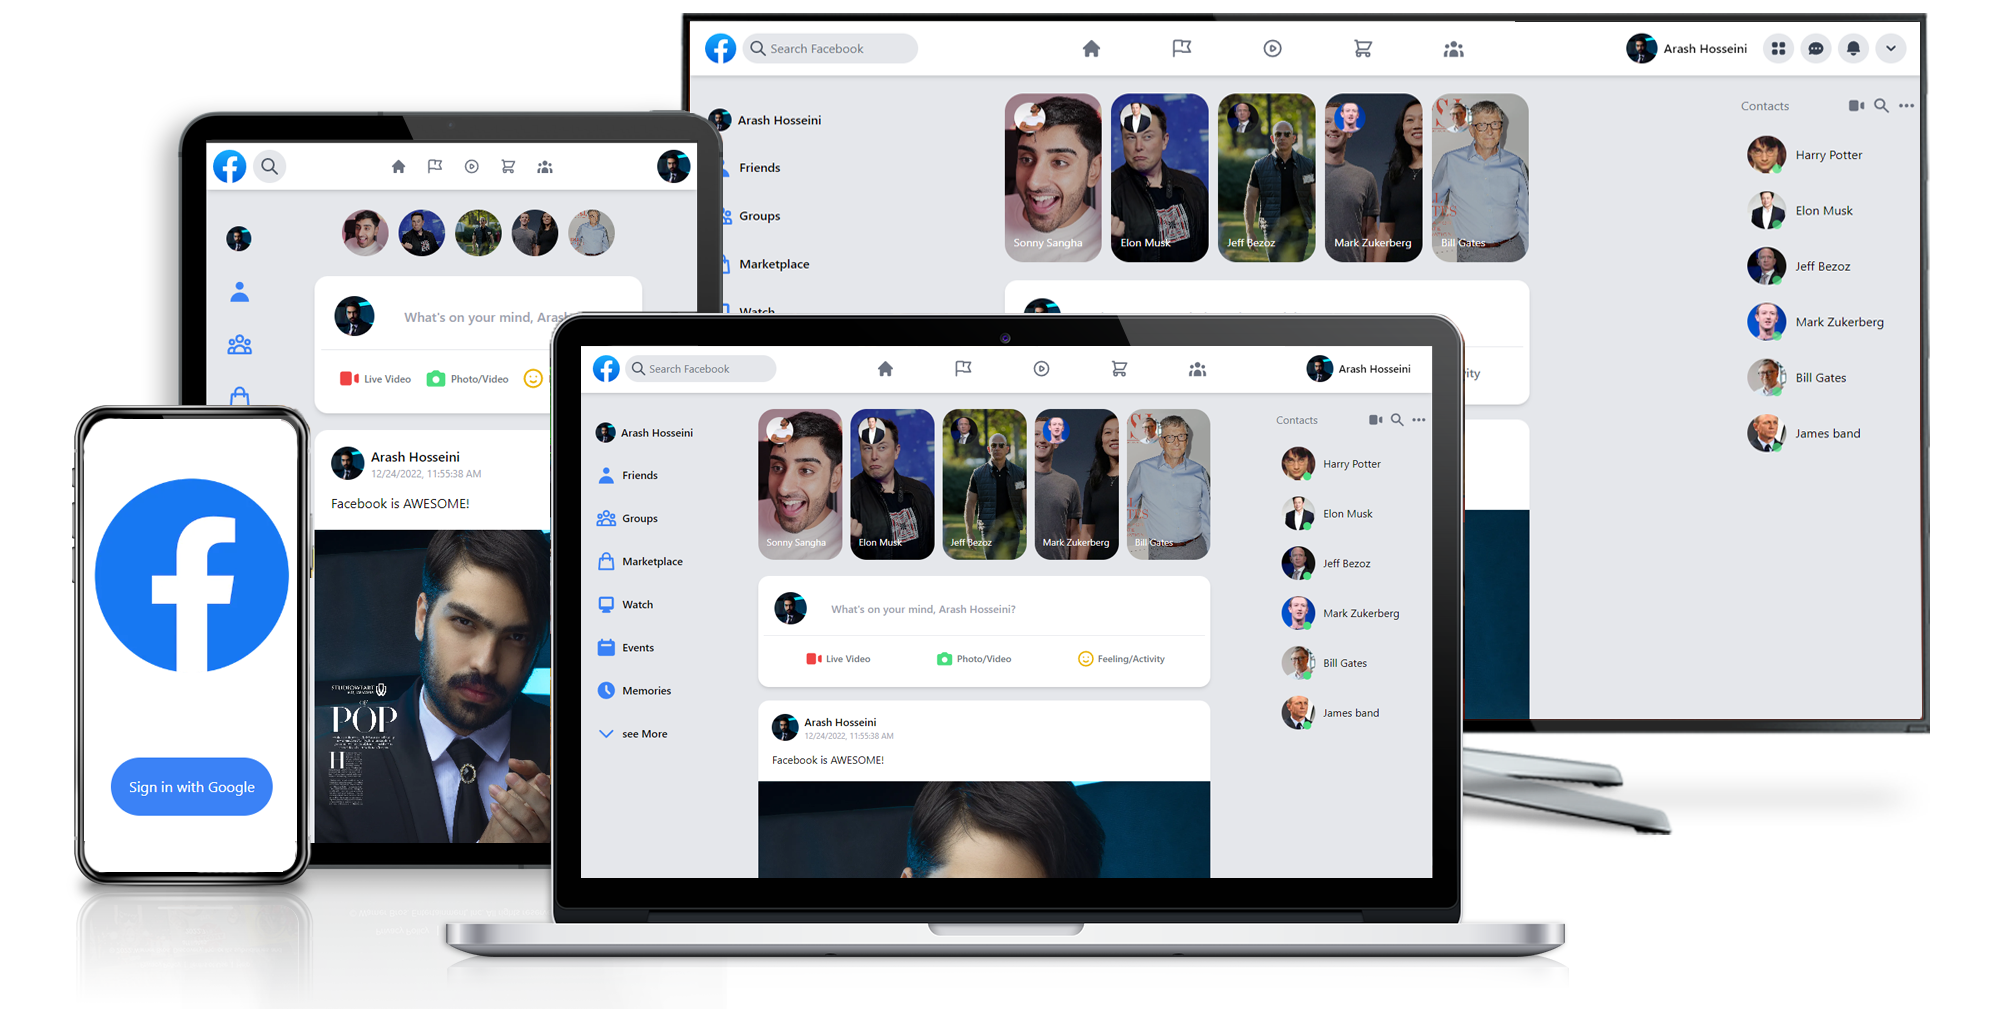 Search Facebook
Arash Hosseini
Arash Hosseini
Friends
Groups
Marketplace
Watch
Sonny Sangha
Elon Musk
Jeff Bezoz
Mark Zukerberg
Bill Gates
Contacts
Harry Potter
Elon Musk
Jeff Bezoz
Mark Zukerberg
Bill Gates
James band
What's on your mind,
Live Video
Photo/Video
Arash Hosseini
12/24/2022, 11:55:38 AM
Facebook is AWESOME!
STUDIOWTART
POP
H
Sign in with Google
Search Facebook
Arash Hosseini
Arash Hosseini
Friends
Groups
Marketplace
Watch
Events
Memories
see More
Sonny Sangha
Elon Musk
Jeff Bezoz
Mark Zukerberg
Bill Gates
What's on your mind, Arash Hosseini?
Live Video
Photo/Video
Feeling/Activity
Arash Hosseini
12/24/2022, 11:55:38 AM
Facebook is AWESOME!
Contacts
Harry Potter
Elon Musk
Jeff Bezoz
Mark Zukerberg
Bill Gates
James band